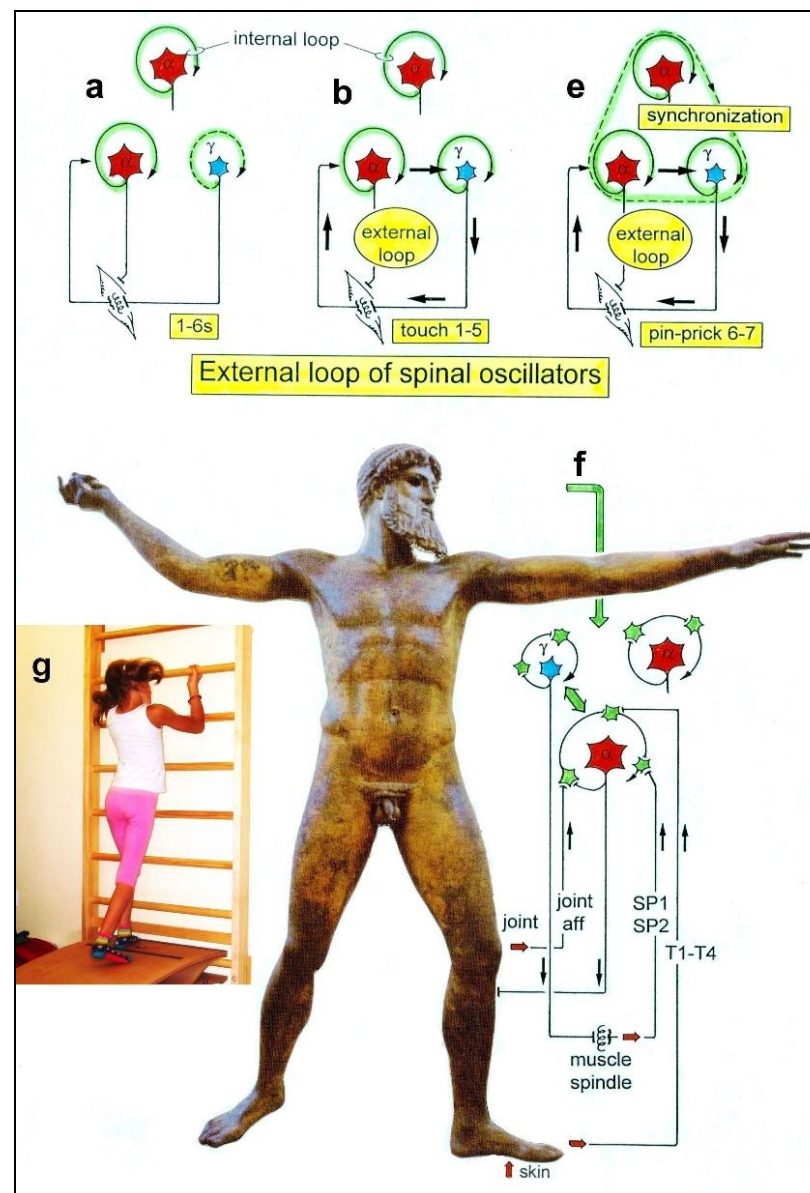 internal loop
a
b
e
α
α
α
synchronization
α
γ
α
γ
α
γ
external
loop
external
loop
1-6s
touch 1-5
pin-prick 6-7
External loop of spinal oscillators
f
g
γ
α
α
joint
joint
aff
SP1
SP2
T1-T4
muscle
spindle
skin